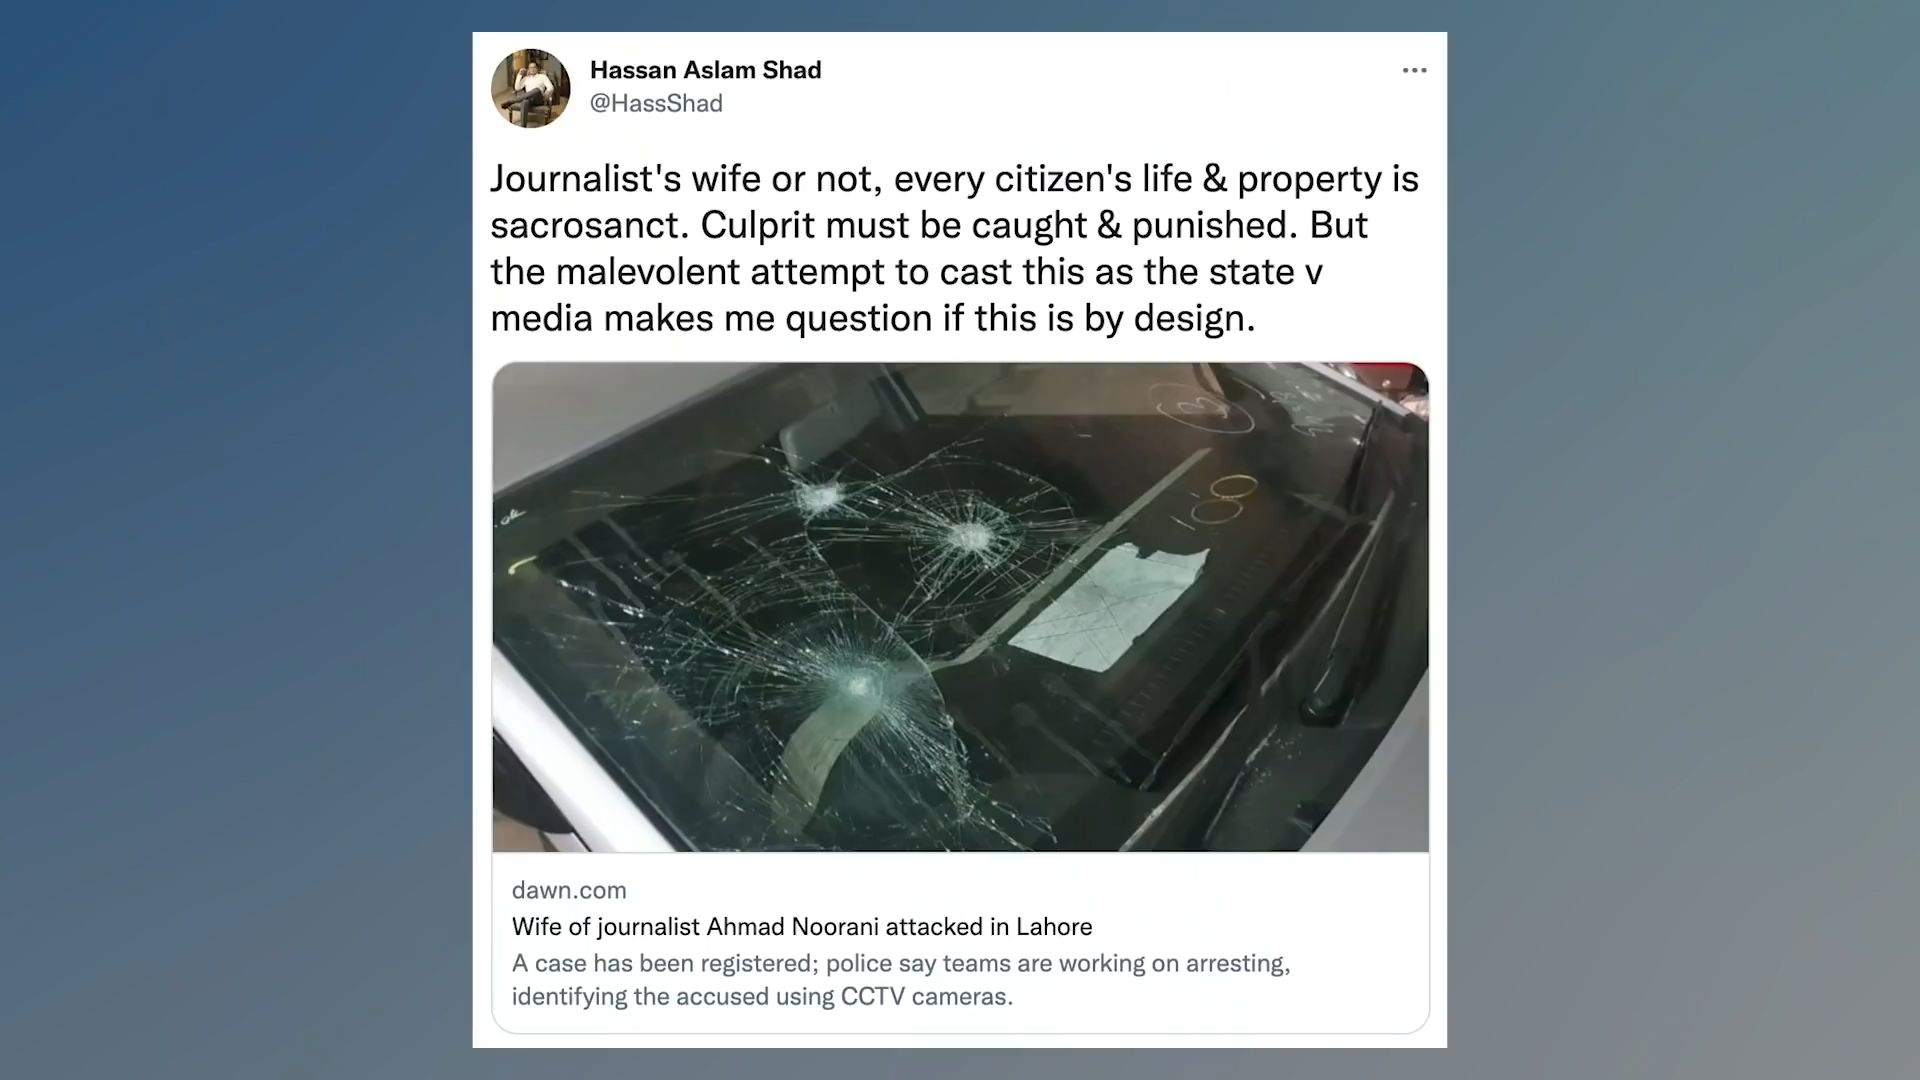 Hassan Aslam Shad
@HassShad
Journalist's wife or not, every citizen's life & property is
sacrosanct. Culprit must be caught & punished. But
the malevolent attempt to cast this as the state v
media makes me question if this is by design.
dawn.com
Wife of journalist Ahmad Noorani attacked in Lahore
A case has been registered; police say teams are working on arresting,
identifying the accused using CCTV cameras.